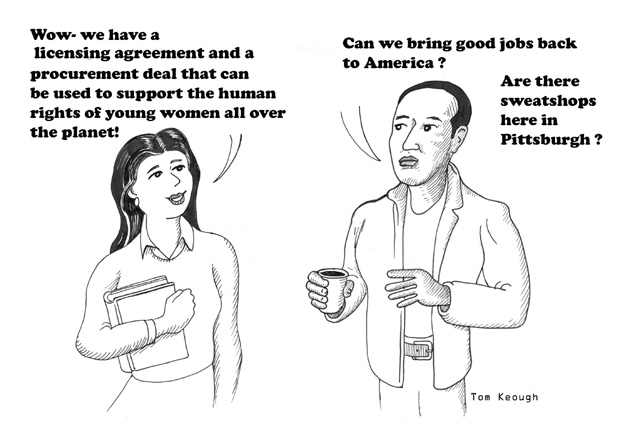 Wow- we have a
licensing agreement and a
procurement deal that can
be used to support the human
rights of young women all over
the planet!
Can we bring good jobs back
to America ?
Are there
sweatshops
here in
Pittsburgh ?
Tom Keough